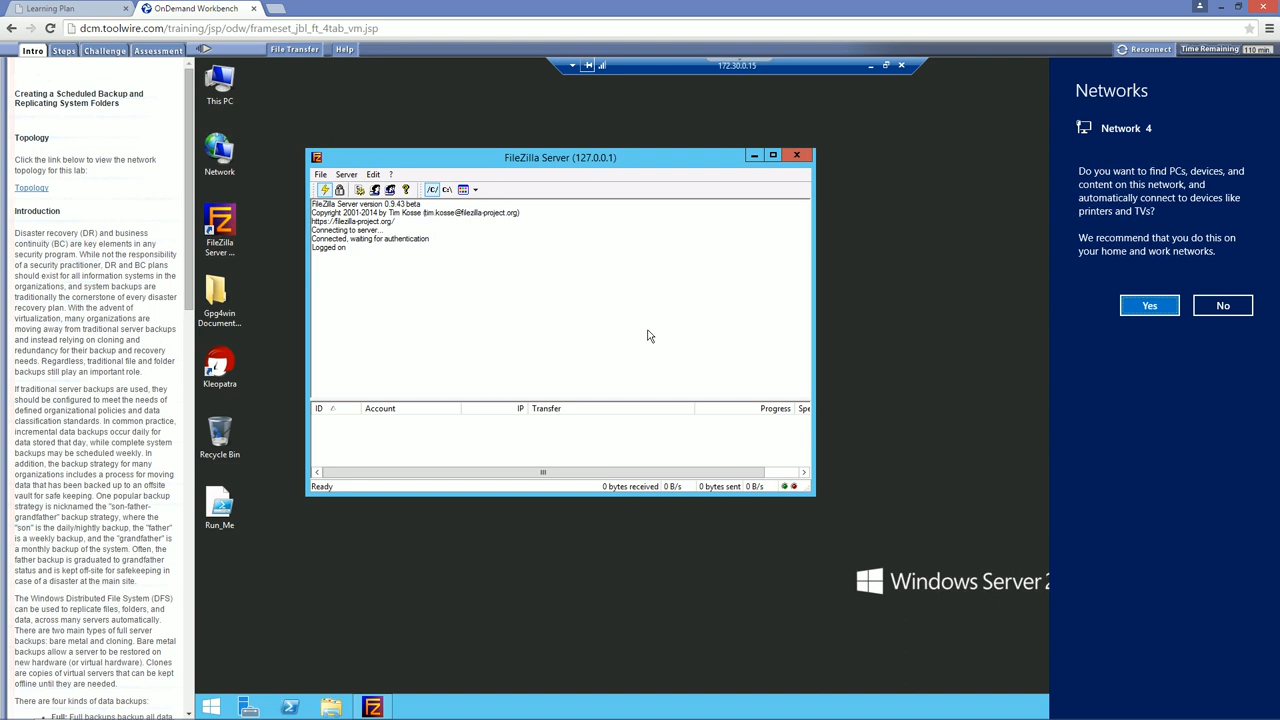 Learning Plan
OnDemand Workbench
dcm.toolwire.com/training/jsp/odw/frameset_jbl_ft_4tab_vm.jsp
Intro
Steps
Challenge
Assessment
File Transfer
Help
Reconnect
Time Remaining
110 min.
Creating a Scheduled Backup and
Replicating System Folders
Topology
Click the link below to view the network
topology for this lab:
Topology
Introduction
Disaster recovery (DR) and business
continuity (BC) are key elements in any
security program. While not the responsibility
of a security practitioner, DR and BC plans
should exist for all information systems in the
organizations, and system backups are
traditionally the cornerstone of every disaster
recovery plan. With the advent of
virtualization, many organizations are
moving away from traditional server backups
and instead relying on cloning and
redundancy for their backup and recovery
needs. Regardless, traditional file and folder
backups still play an important role.
If traditional server backups are used, they
should be configured to meet the needs of
defined organizational policies and data
classification standards. In common practice,
incremental data backups occur daily for
data stored that day, while complete system
backups may be scheduled weekly. In
addition, the backup strategy for many
organizations includes a process for moving
data that has been backed up to an offsite
vault for safe keeping. One popular backup
strategy is nicknamed the "son-father-
grandfather" backup strategy, where the
"son" is the daily/nightly backup, the "father"
is a weekly backup, and the "grandfather" is
a monthly backup of the system. Often, the
father backup is graduated to grandfather
status and is kept off-site for safekeeping in
case of a disaster at the main site.
The Windows Distributed File System (DFS)
can be used to replicate files, folders, and
data, across many servers automatically.
There are two main types of full server
backups: bare metal and cloning. Bare metal
backups allow a server to be restored on
new hardware (or virtual hardware). Clones
are copies of virtual servers that can be kept
offline until they are needed.
There are four kinds of data backups:
Full: Full backups backup all data
This PC
Network
FileZilla
Server ...
Gpg4win
Document...
Kleopatra
Recycle Bin
Run_Me
172.30.0.15
FileZilla Server (127.0.0.1)
File
Server
Edit
?
/C/
C:\
FileZilla Server version 0.9.43 beta
Copyright 2001-2014 by Tim Kosse (tim.kosse@filezilla-project.org)
https://filezilla-project.org/
Connecting to server...
Connected, waiting for authentication
Logged on
ID
Account
IP
Transfer
Progress
Spe
Ready
0 bytes received
0 B/s
0 bytes sent
0 B/s
Windows Server 2
Networks
Network 4
Do you want to find PCs, devices, and
content on this network, and
automatically connect to devices like
printers and TVs?
We recommend that you do this on
your home and work networks.
Yes
No